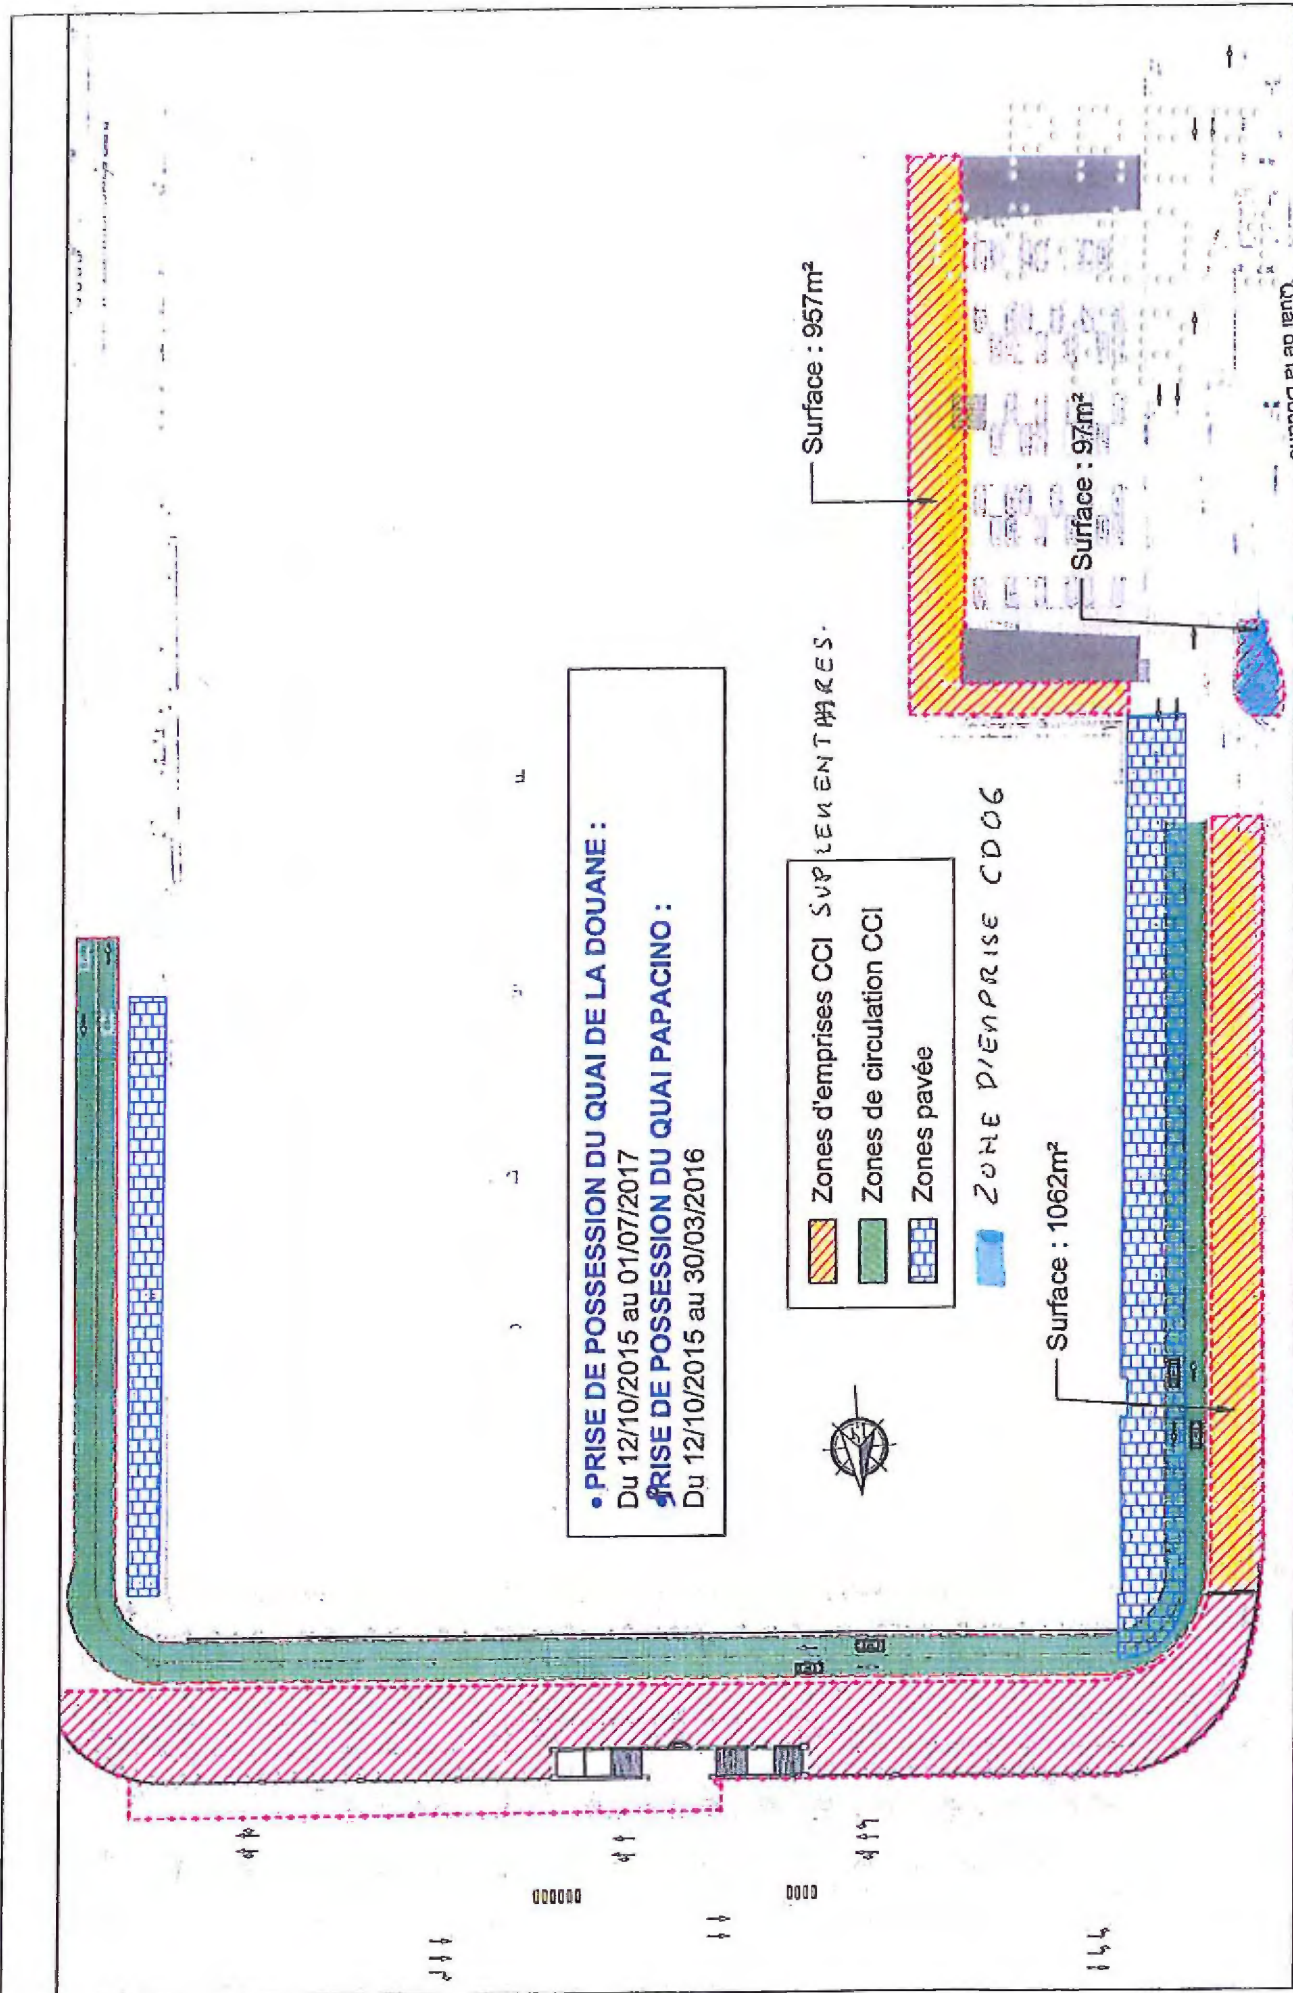 • PRISE DE POSSESSION DU QUAI DE LA DOUANE :
Du 12/10/2015 au 01/07/2017
• PRISE DE POSSESSION DU QUAI PAPACINO :
Du 12/10/2015 au 30/03/2016
Zones d'emprises CCI SUPLEMENTAIRES.
Zones de circulation CCI
Zones pavée
ZONE D'EMPRISE CD06
Surface : 1062m²
Surface : 957m²
Surface : 97m²
Quai de la Douane